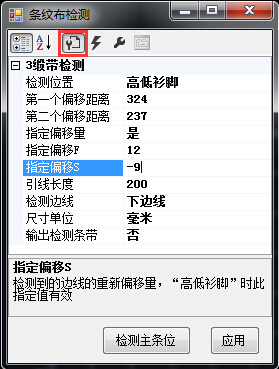 条纹布检测
3缎带检测
检测位置 高低衫脚
第一个偏移距离 324
第二个偏移距离 237
指定偏移量 是
指定偏移F 12
指定偏移S -9
引线长度 200
检测边线 下边线
尺寸单位 毫米
输出检测条带 否
指定偏移S
检测到的边线的重新偏移量，“高低衫脚”时此
指定值有效
检测主条位 应用